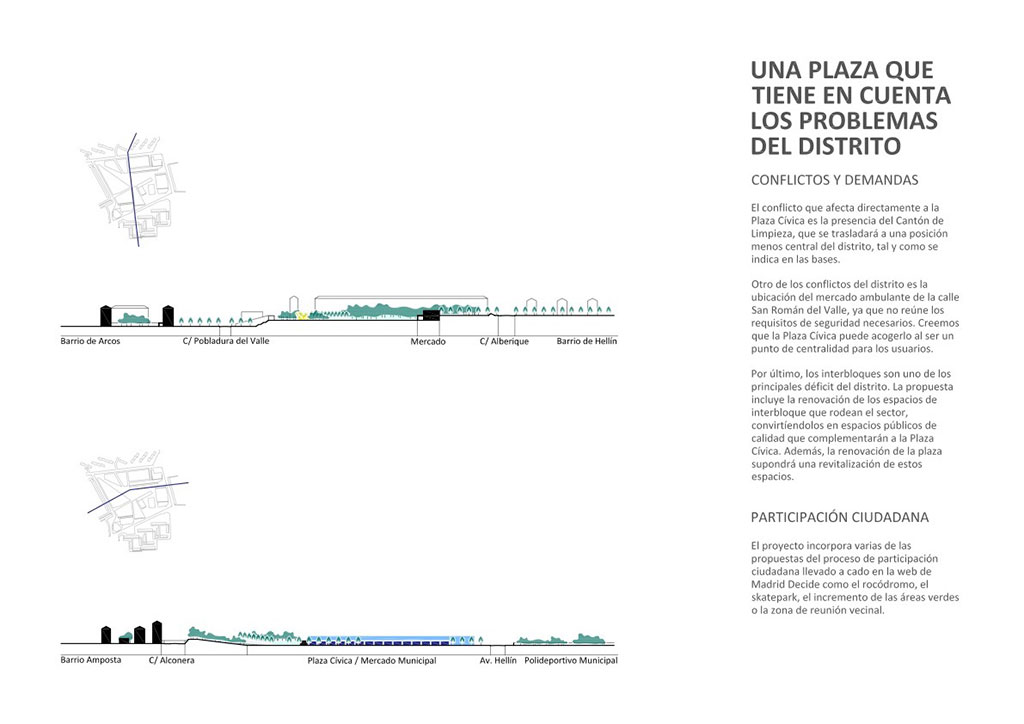 UNA PLAZA QUE
TIENE EN CUENTA
LOS PROBLEMAS
DEL DISTRITO
CONFLICTOS Y DEMANDAS
El conflicto que afecta directamente a la
Plaza Cívica es la presencia del Cantón de
Limpieza, que se trasladará a una posición
menos central del distrito, tal y como se
indica en las bases.
Otro de los conflictos del distrito es la
ubicación del mercado ambulante de la calle
San Román del Valle, ya que no reúne los
requisitos de seguridad necesarios. Creemos
que la Plaza Cívica puede acogerlo al ser un
punto de centralidad para los usuarios.
Por último, los interbloques son uno de los
principales déficit del distrito. La propuesta
incluye la renovación de los espacios de
interbloque que rodean el sector,
convirtíendolos en espacios públicos de
calidad que complementarán a la Plaza
Cívica. Además, la renovación de la plaza
supondrá una revitalización de estos
espacios.
PARTICIPACIÓN CIUDADANA
El proyecto incorpora varias de las
propuestas del proceso de participación
ciudadana llevado a cado en la web de
Madrid Decide como el rocódromo, el
skatepark, el incremento de las áreas verdes
o la zona de reunión vecinal.
Barrio de Arcos
C/ Pobladura del Valle
Mercado
C/ Alberique
Barrio de Hellín
Barrio Amposta
C/ Alconera
Plaza Cívica / Mercado Municipal
Av. Hellín
Polideportivo Municipal